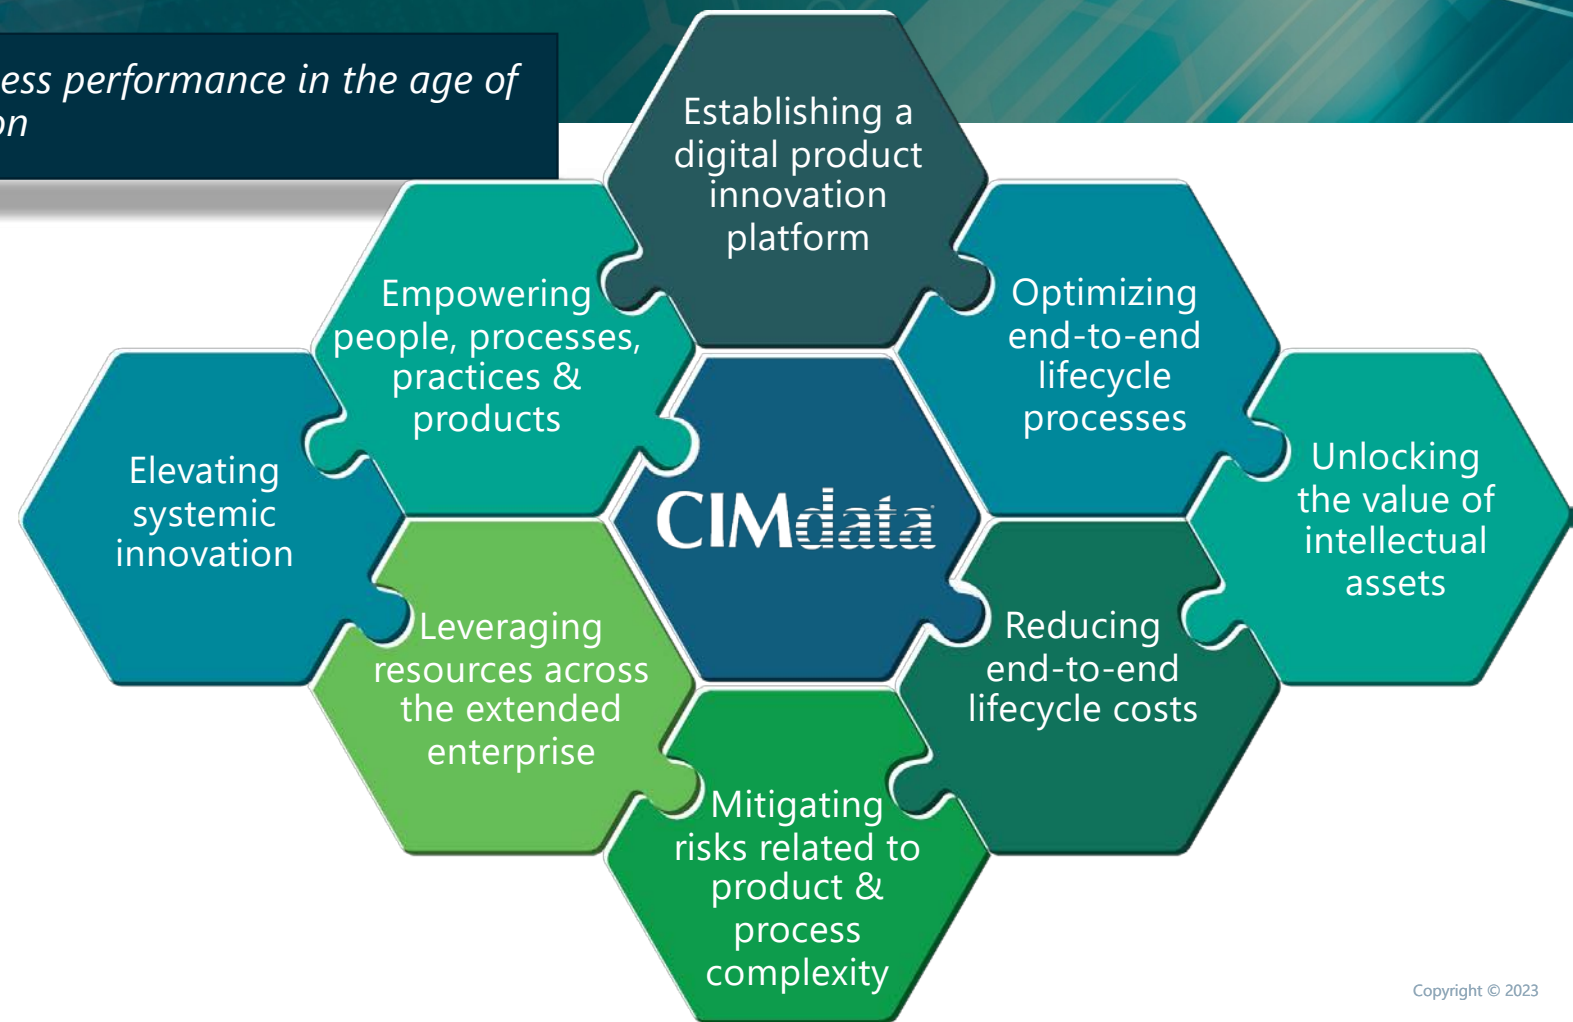 ess performance in the age of
on
Establishing a
digital product
innovation
platform
Empowering
people, processes,
practices &
products
Optimizing
end-to-end
lifecycle
processes
Elevating
systemic
innovation
CIMdata
Unlocking
the value of
intellectual
assets
Leveraging
resources across
the extended
enterprise
Reducing
end-to-end
lifecycle costs
Mitigating
risks related to
product &
process
complexity
Copyright © 2023